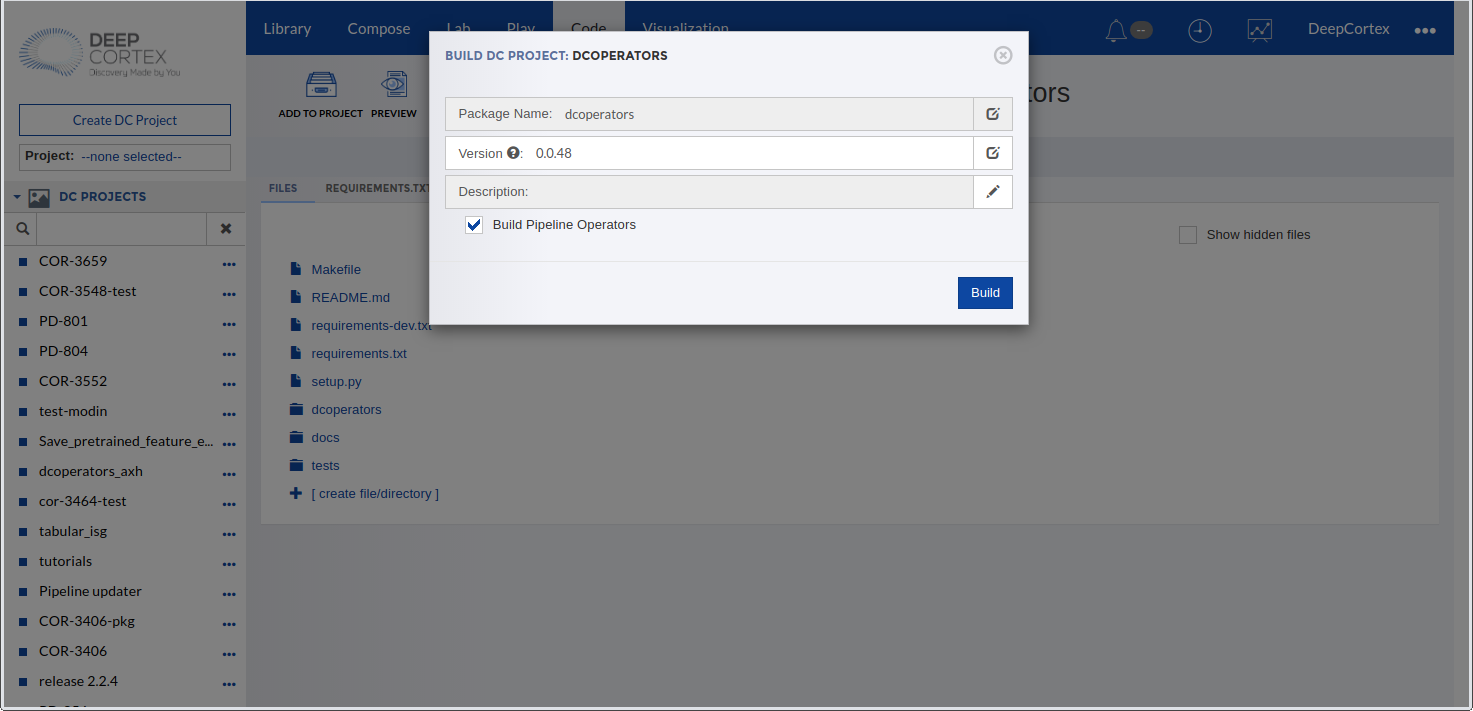 DEEP
CORTEX
Discovery Made by You
Library
Compose
Lab
Play
Code
Visualization
--
DeepCortex
Create DC Project
Project: --none selected--
DC PROJECTS
COR-3659
COR-3548-test
PD-801
PD-804
COR-3552
test-modin
Save_pretrained_feature_e...
dcoperators_axh
cor-3464-test
tabular_isg
tutorials
Pipeline updater
COR-3406-pkg
COR-3406
release 2.2.4
ADD TO PROJECT
PREVIEW
FILES
REQUIREMENTS.TXT
Show hidden files
Makefile
README.md
requirements-dev.txt
requirements.txt
setup.py
dcoperators
docs
tests
[ create file/directory ]
BUILD DC PROJECT: DCOPERATORS
Package Name: dcoperators
Version ?: 0.0.48
Description:
Build Pipeline Operators
Build